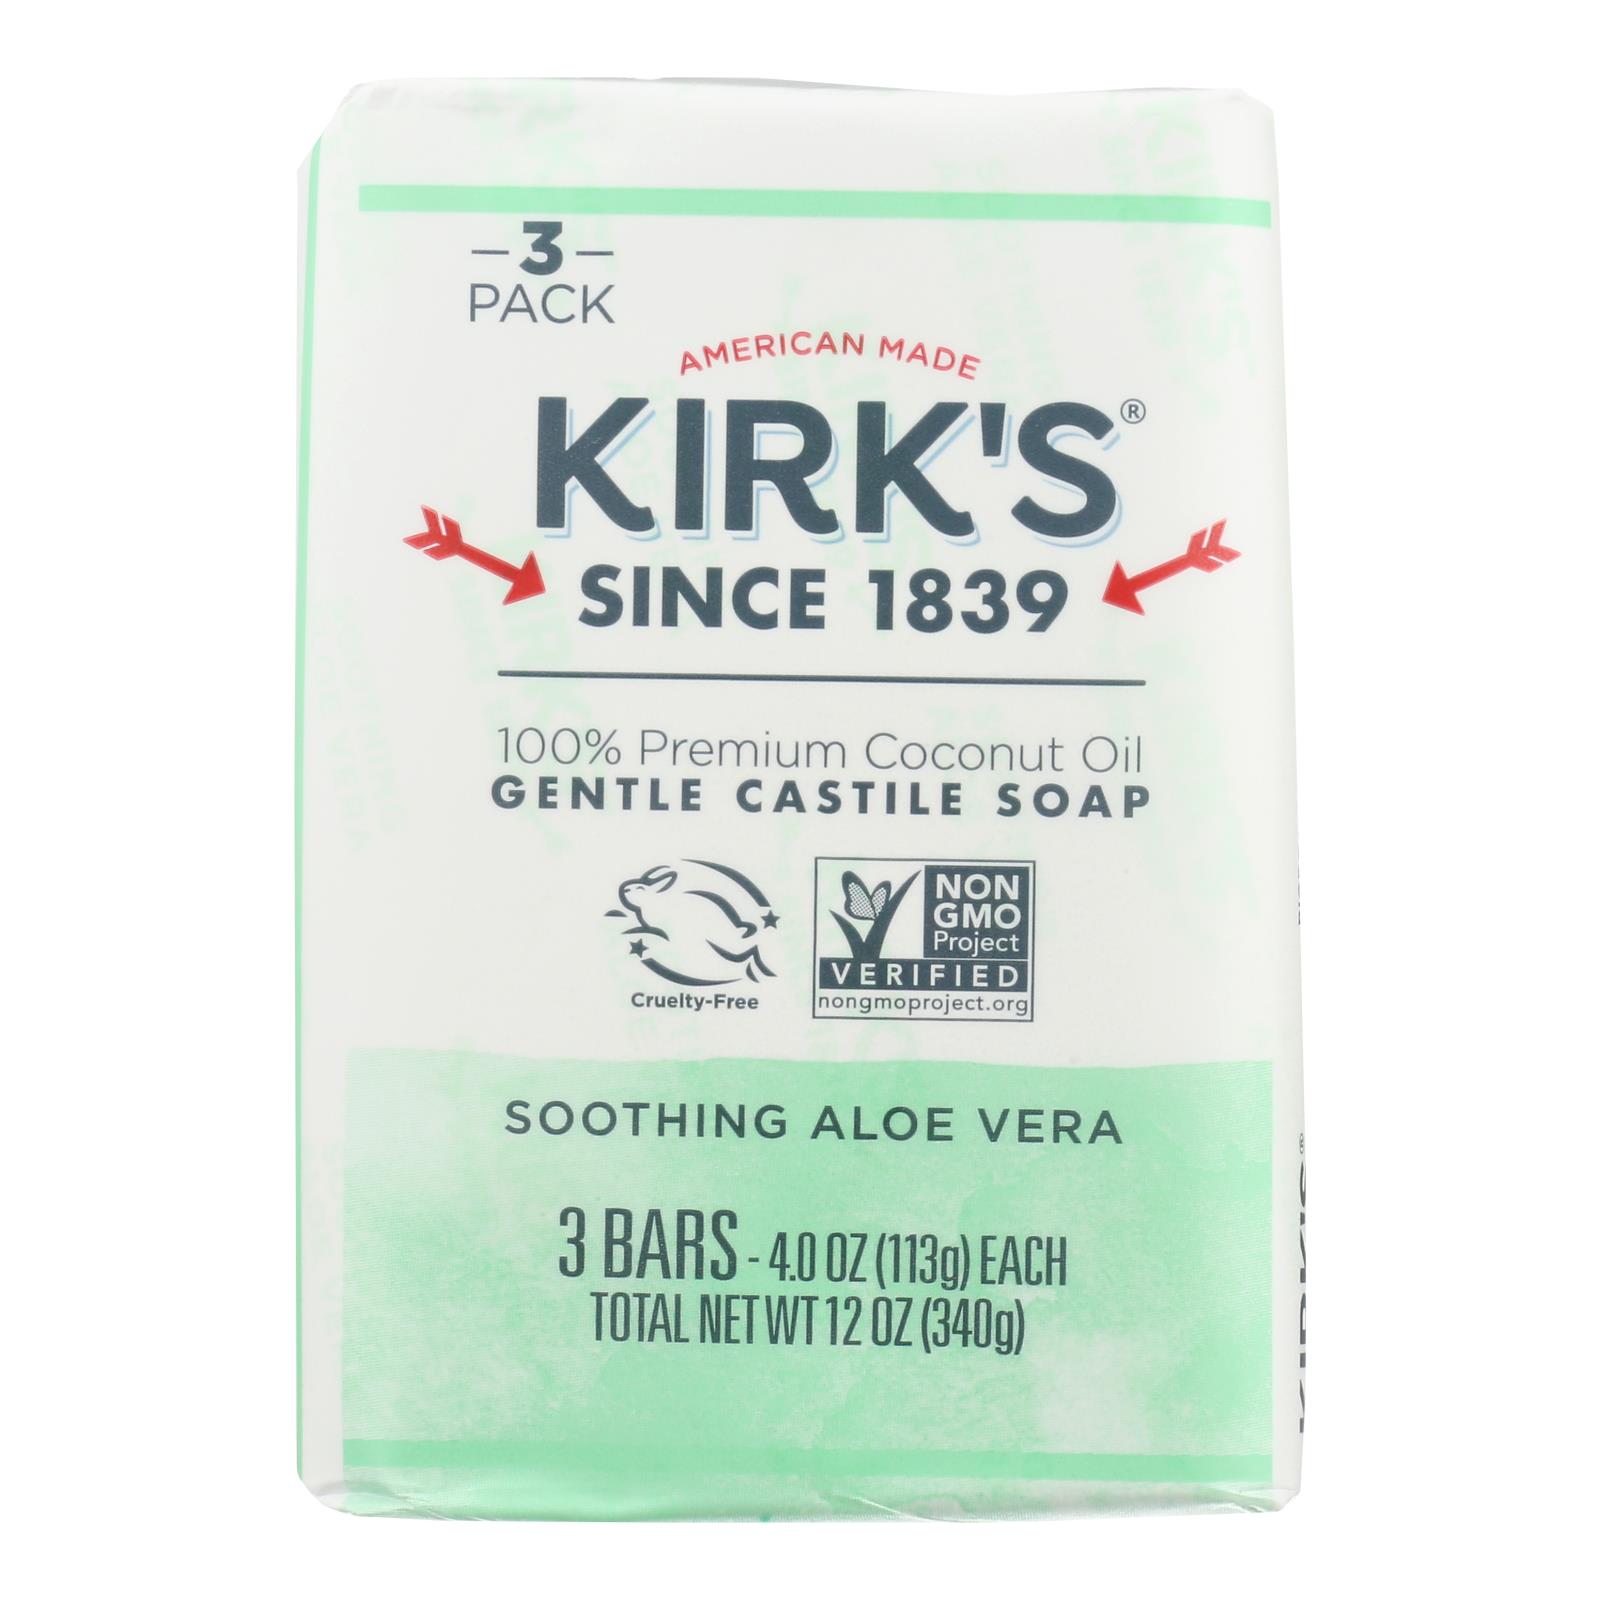 3
PACK
AMERICAN MADE
KIRK'S®
SINCE 1839
100% Premium Coconut Oil
GENTLE CASTILE SOAP
Cruelty-Free
NON
GMO
Project
VERIFIED
nongmoproject.org
SOOTHING ALOE VERA
3 BARS - 4.0 OZ (113g) EACH
TOTAL NET WT 12 OZ (340g)
KIRK'S®